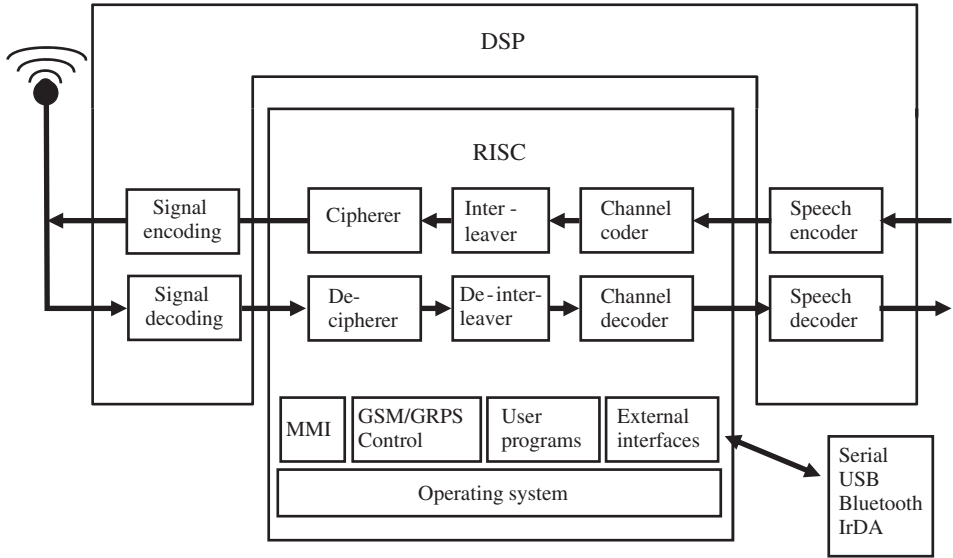 DSP
RISC
Signal
encoding
Cipherer
Inter -
leaver
Channel
coder
Speech
encoder
Signal
decoding
De-
cipherer
De - inter-
leaver
Channel
decoder
Speech
decoder
MMI
GSM/GRPS
Control
User
programs
External
interfaces
Operating system
Serial
USB
Bluetooth
IrDA